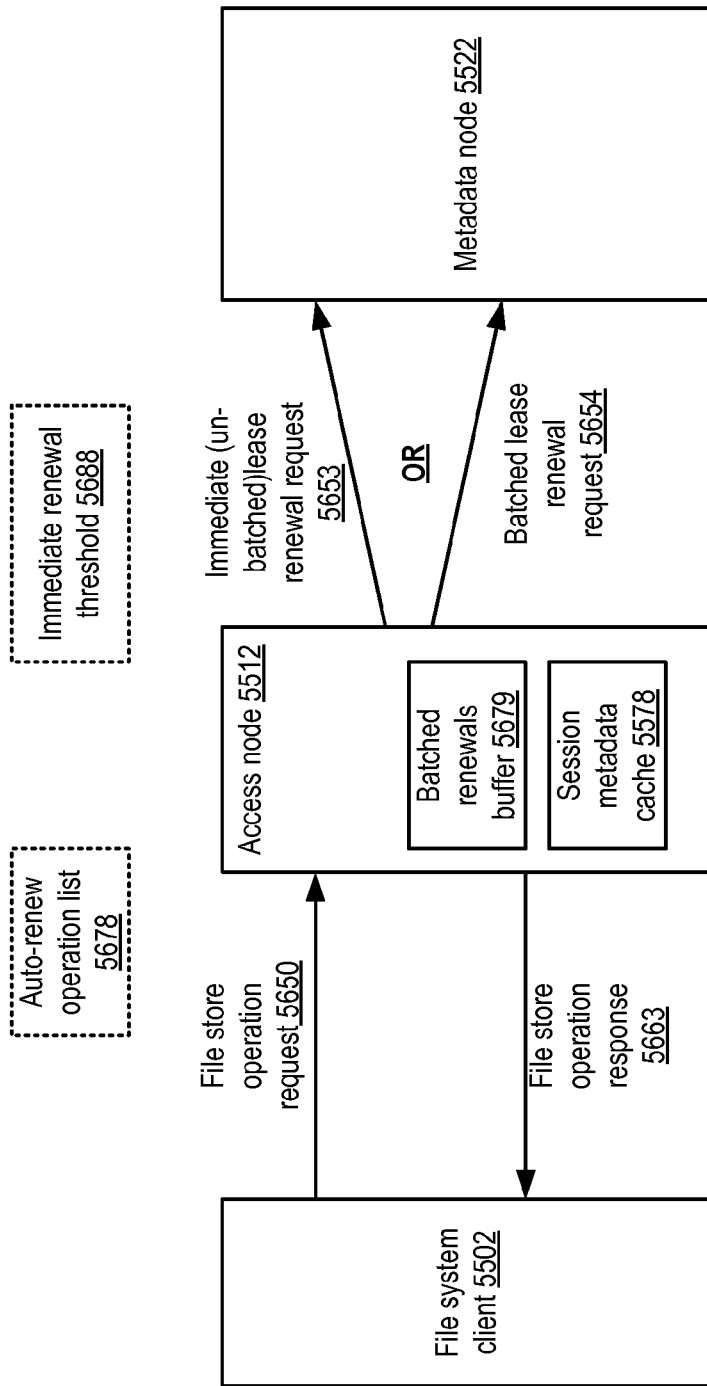 Auto-renew
operation list
5678
Immediate renewal
threshold 5688
File system
client 5502
File store
operation
request 5650
File store
operation
response
5663
Access node 5512
Batched
renewals
buffer 5679
Session
metadata
cache 5578
Immediate (un-
batched)lease
renewal request
5653
OR
Batched lease
renewal
request 5654
Metadata node 5522